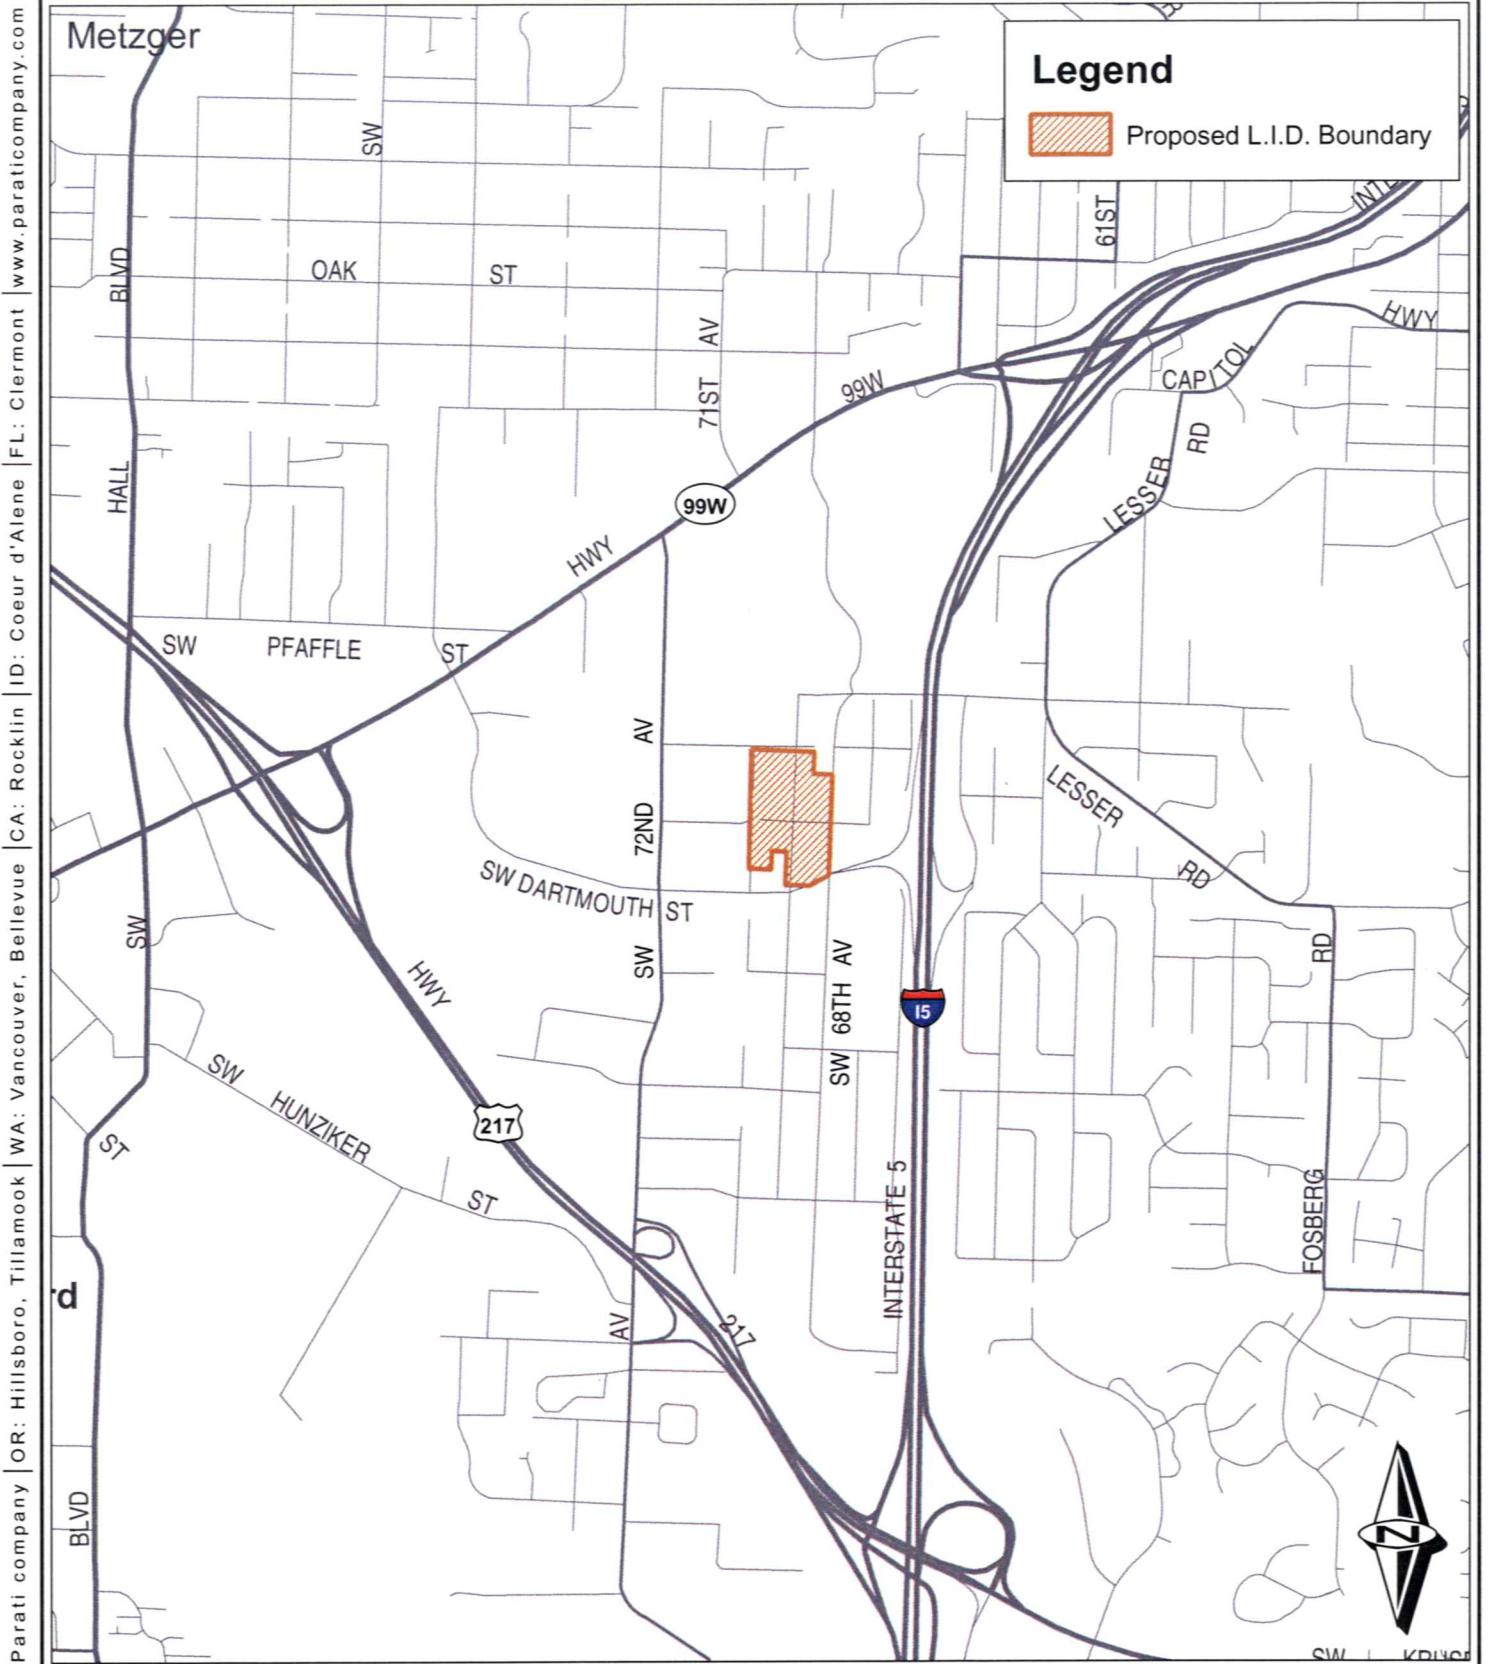 Metzger
Legend
Proposed L.I.D. Boundary
SW
61ST
BLVD
OAK ST
HWY
AV
71ST
99W
CAPITOL
RD
HALL
LESSER
99W
HWY
SW PFAFFLE ST
AV
LESSER
72ND
RD
SW DARTMOUTH ST
SW
SW
AV
RD
HWY
68TH
I5
SW
SW
HUNZIKER
217
ST
ST
INTERSTATE 5
FOSBERG
rd
AV
217
BLVD
N
SW
Parati company | OR: Hillsboro, Tillamook | WA: Vancouver, Bellevue | CA: Rocklin | ID: Coeur d'Alene | FL: Clermont | www.paraticompany.com